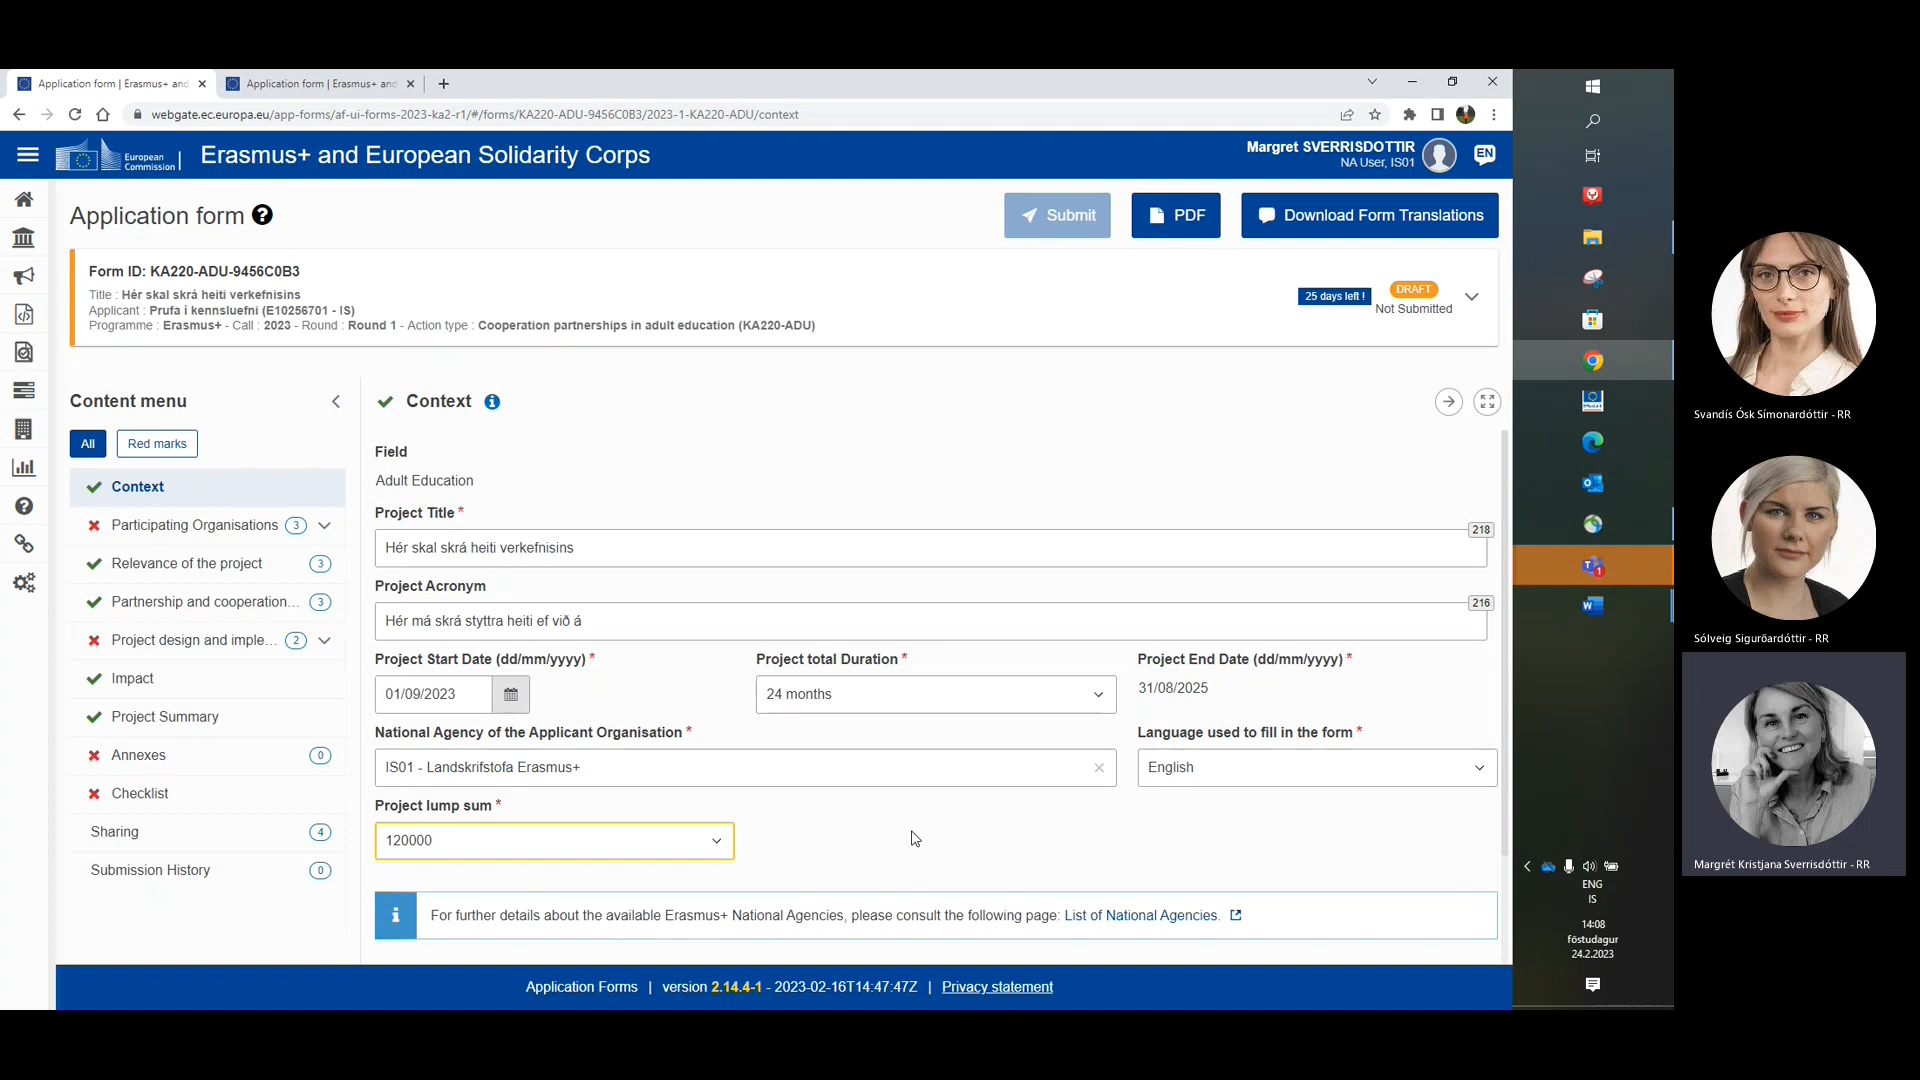 Application form | Erasmus+ and
Application form | Erasmus+ and
webgate.ec.europa.eu/app-forms/af-ui-forms-2023-ka2-r1/#/forms/KA220-ADU-9456C0B3/2023-1-KA220-ADU/context
European
Commission
Erasmus+ and European Solidarity Corps
Margret SVERRISDOTTIR
NA User, IS01
EN
Application form
Submit
PDF
Download Form Translations
Form ID: KA220-ADU-9456C0B3
Title : Hér skal skrá heiti verkefnisins
Applicant : Prufa í kennsluefni (E10256701 - IS)
Programme : Erasmus+ - Call : 2023 - Round : Round 1 - Action type : Cooperation partnerships in adult education (KA220-ADU)
25 days left !
DRAFT
Not Submitted
Content menu
All
Red marks
Context
Participating Organisations 3
Relevance of the project 3
Partnership and cooperation... 3
Project design and imple... 2
Impact
Project Summary
Annexes 0
Checklist
Sharing 4
Submission History 0
Context
Field
Adult Education
Project Title *
218
Hér skal skrá heiti verkefnisins
Project Acronym
216
Hér má skrá styttra heiti ef við á
Project Start Date (dd/mm/yyyy) *
01/09/2023
Project total Duration *
24 months
Project End Date (dd/mm/yyyy) *
31/08/2025
National Agency of the Applicant Organisation *
IS01 - Landskrifstofa Erasmus+
Language used to fill in the form *
English
Project lump sum *
120000
For further details about the available Erasmus+ National Agencies, please consult the following page: List of National Agencies.
Application Forms | version 2.14.4-1 - 2023-02-16T14:47:47Z | Privacy statement
ENG
IS
14:08
föstudagur
24.2.2023
Svandís Ósk Símonardóttir - RR
Sólveig Sigurðardóttir - RR
Margrét Kristjana Sverrisdóttir - RR